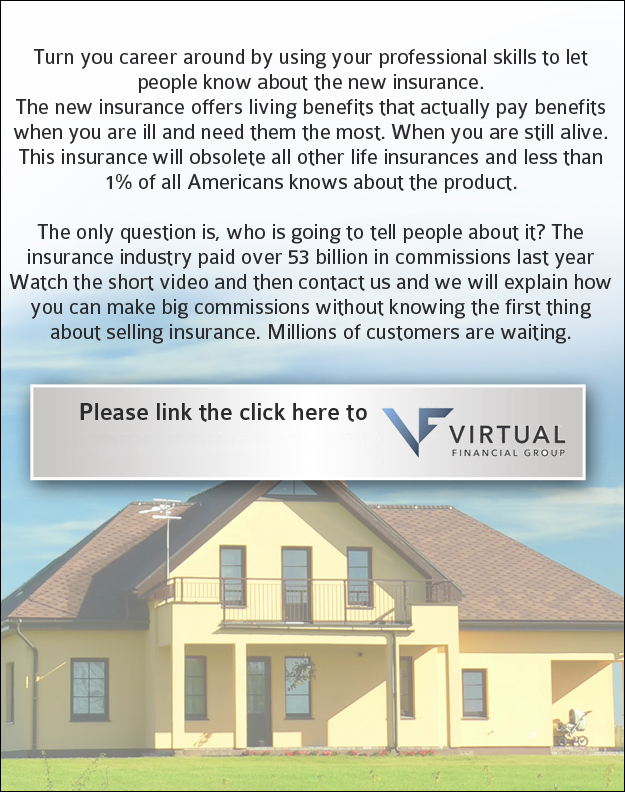 Turn you career around by using your professional skills to let
people know about the new insurance.
The new insurance offers living benefits that actually pay benefits
when you are ill and need them the most. When you are still alive.
This insurance will obsolete all other life insurances and less than
1% of all Americans knows about the product.
The only question is, who is going to tell people about it? The
insurance industry paid over 53 billion in commissions last year
Watch the short video and then contact us and we will explain how
you can make big commissions without knowing the first thing
about selling insurance. Millions of customers are waiting.
Please link the click here to
VF VIRTUAL
FINANCIAL GROUP